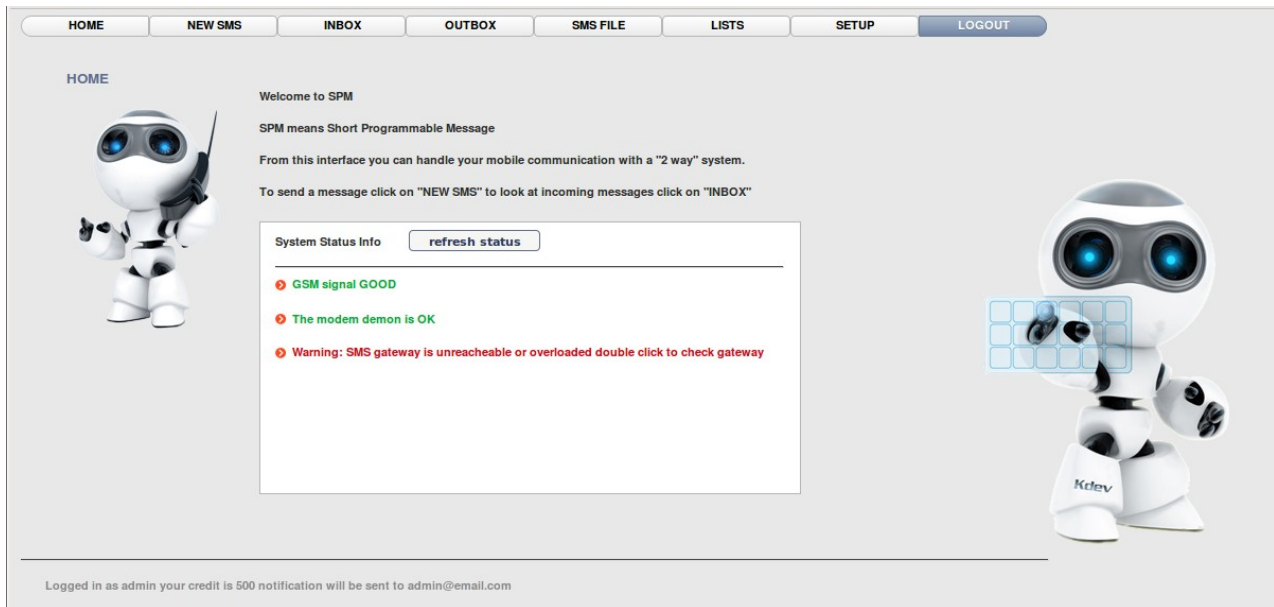 HOME NEW SMS INBOX OUTBOX SMS FILE LISTS SETUP LOGOUT
HOME
Welcome to SPM
SPM means Short Programmable Message
From this interface you can handle your mobile communication with a "2 way" system.
To send a message click on "NEW SMS" to look at incoming messages click on "INBOX"
System Status Info refresh status
GSM signal GOOD
The modem demon is OK
Warning: SMS gateway is unreacheable or overloaded double click to check gateway
Kdev
Logged in as admin your credit is 500 notification will be sent to admin@email.com